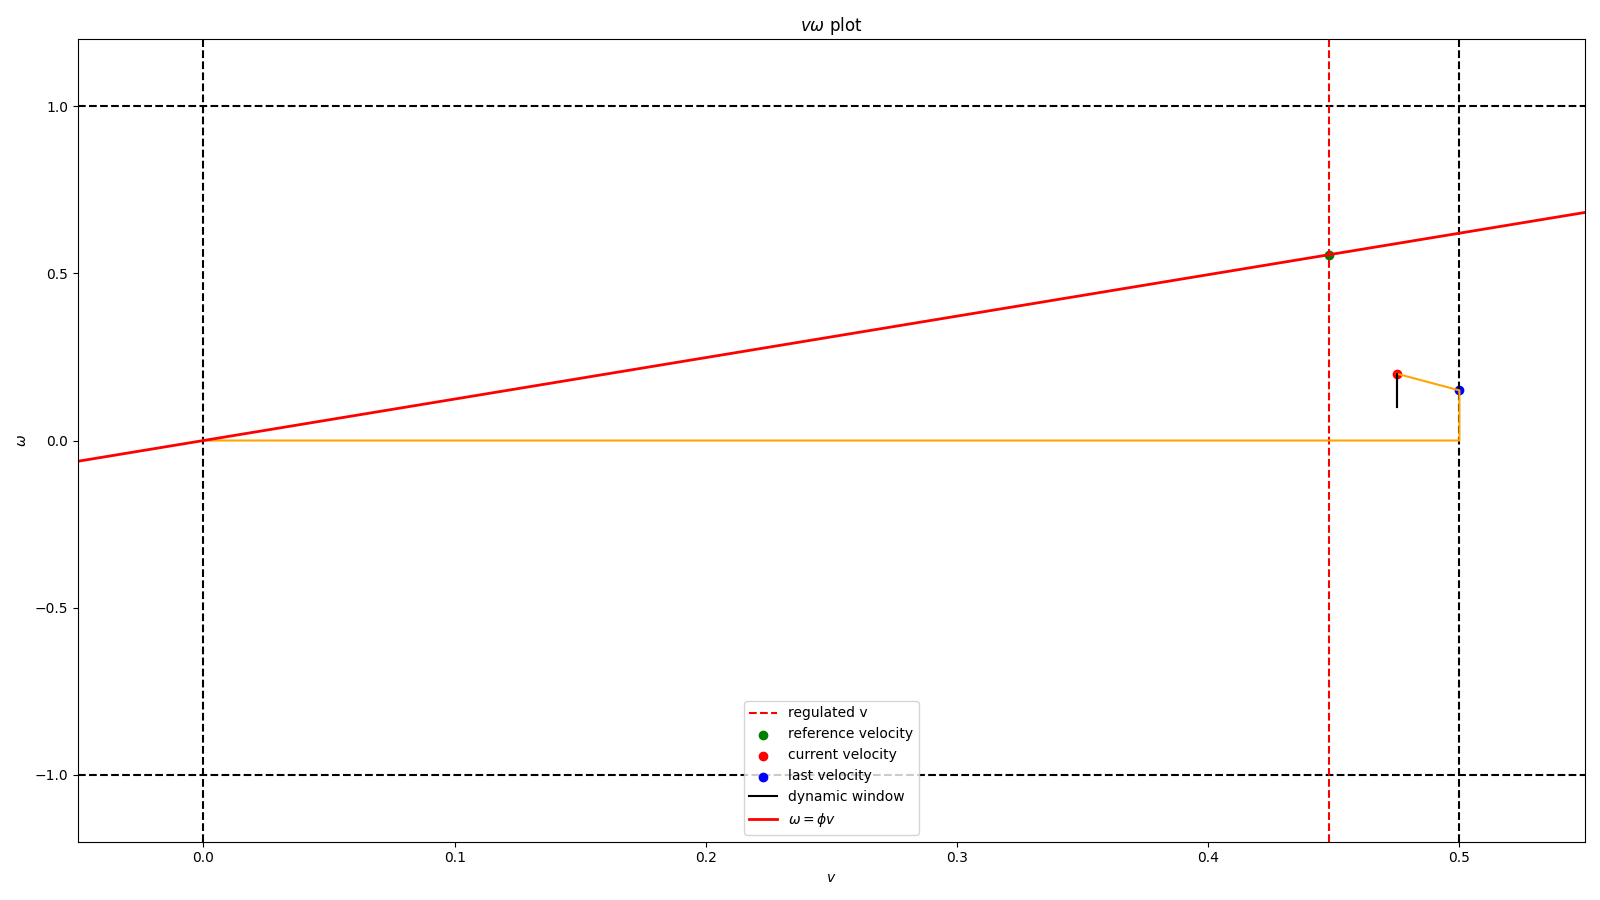 vω plot
1.0
0.5
0.0
−0.5
−1.0
ω
0.0 0.1 0.2 0.3 0.4 0.5
v
regulated v
reference velocity
current velocity
last velocity
dynamic window
ω = ϕv